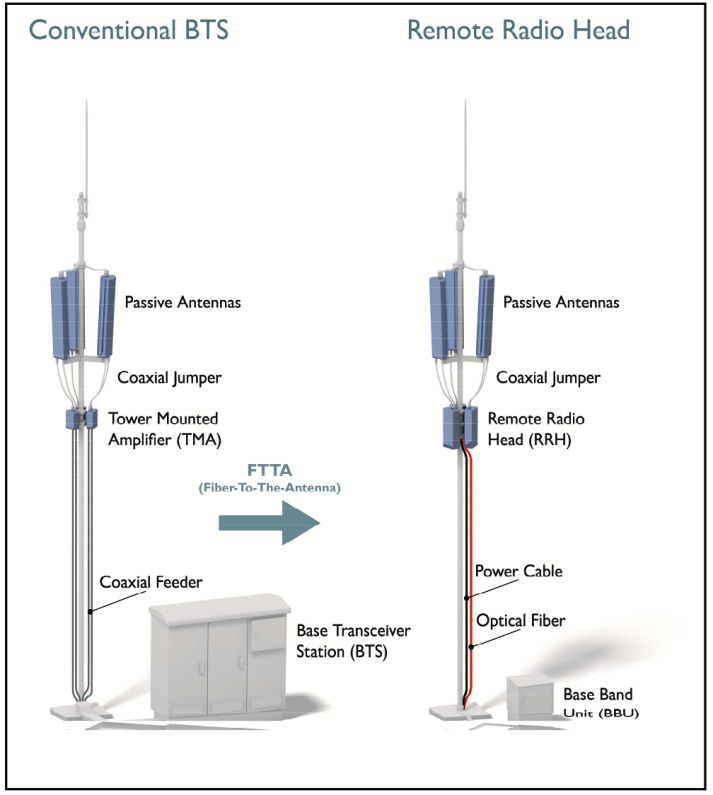 Conventional BTS
Remote Radio Head
Passive Antennas
Passive Antennas
Coaxial Jumper
Coaxial Jumper
Tower Mounted
Amplifier (TMA)
Remote Radio
Head (RRH)
FTTA
(Fiber-To-The-Antenna)
Power Cable
Coaxial Feeder
Optical Fiber
Base Transceiver
Station (BTS)
Base Band
Unit (BBU)